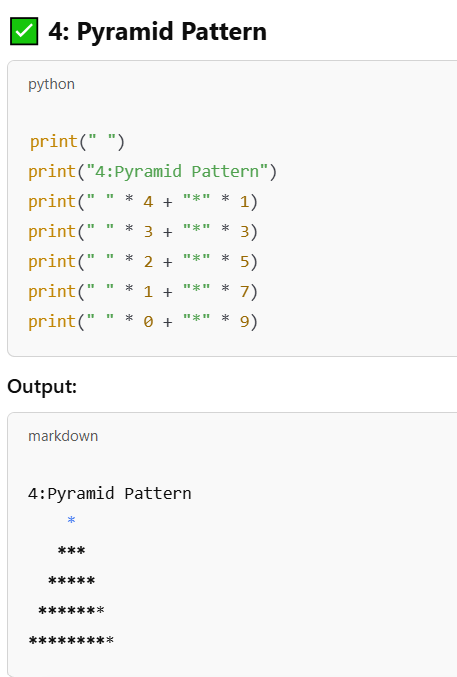 ✅ 4: Pyramid Pattern
python
print(" ")
print("4:Pyramid Pattern")
print(" " * 4 + "*" * 1)
print(" " * 3 + "*" * 3)
print(" " * 2 + "*" * 5)
print(" " * 1 + "*" * 7)
print(" " * 0 + "*" * 9)
Output:
markdown
4:Pyramid Pattern
    *
   ***
  *****
 *******
*********